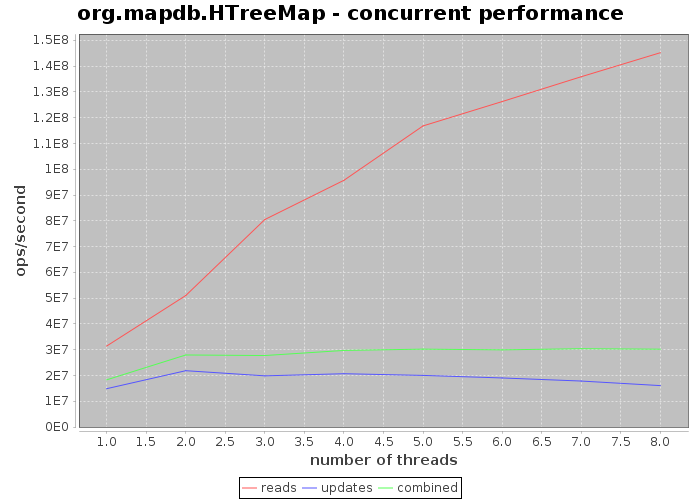 org.mapdb.HTreeMap - concurrent performance
1.5E8
1.4E8
1.3E8
1.2E8
1.1E8
1E8
9E7
8E7
7E7
6E7
5E7
4E7
3E7
2E7
1E7
0E0
ops/second
1.0 1.5 2.0 2.5 3.0 3.5 4.0 4.5 5.0 5.5 6.0 6.5 7.0 7.5 8.0
number of threads
reads updates combined